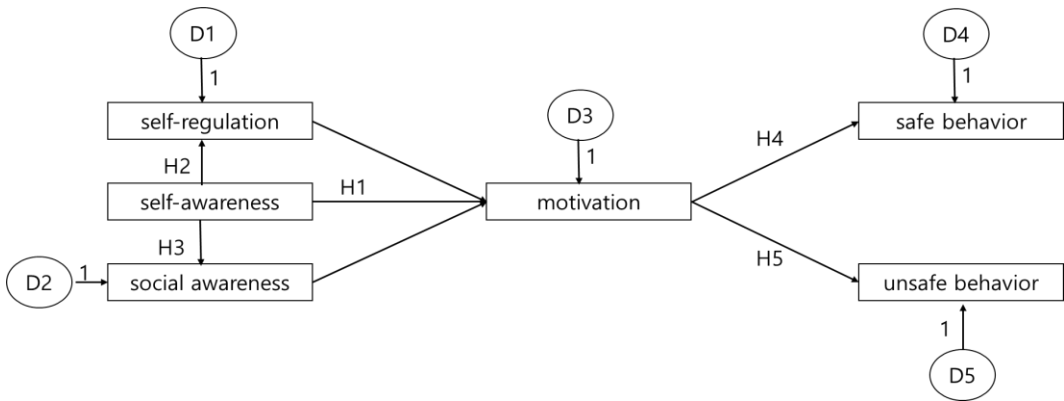 D1
1
self-regulation
H2
self-awareness
H1
H3
social awareness
D2
1
D3
1
motivation
D4
1
safe behavior
H4
H5
unsafe behavior
1
D5